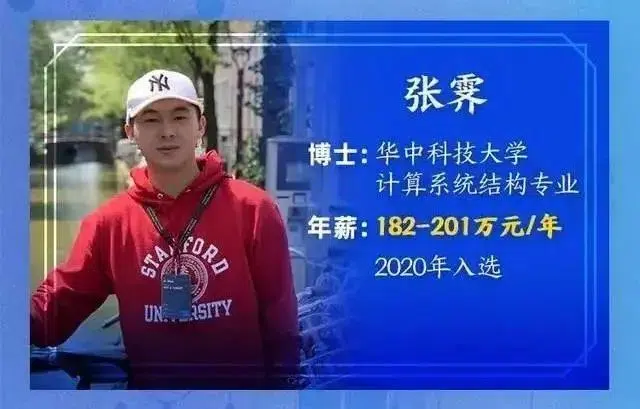 NY
张霁
博士：华中科技大学
计算系统结构专业
年薪：182-201万元/年
2020年入选
STANFORD
UNIVERSITY